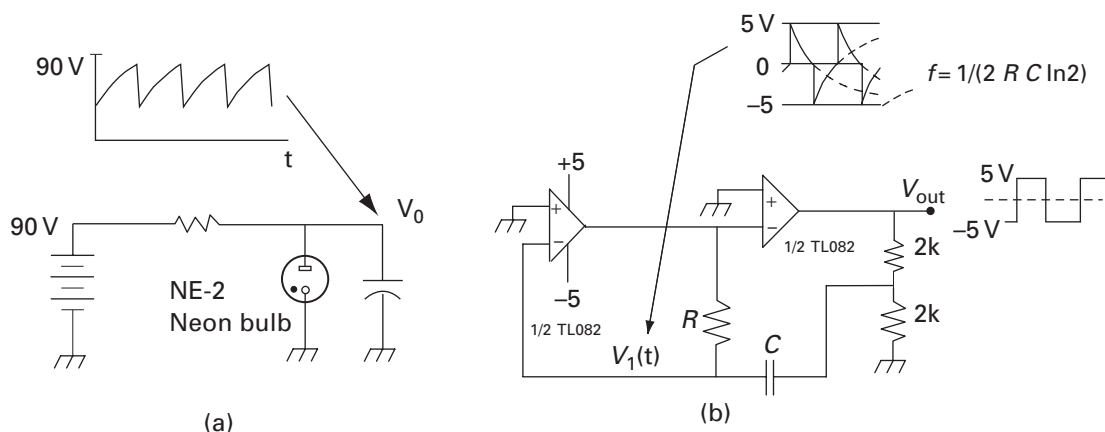 90 V
t
90 V
V0
NE-2
Neon bulb
(a)
5 V
0
–5
f = 1/(2 R C ln2)
+5
+
–
–5
1/2 TL082
V1(t)
R
C
+
–
1/2 TL082
Vout
5 V
–5 V
2k
2k
(b)